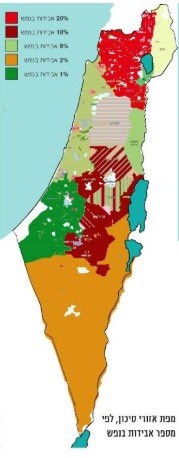 20% אבידות בנפש
10% אבידות בנפש
8% אבידות בנפש
2% אבידות בנפש
1% אבידות בנפש
מפת אזורי סיכון, לפי
מספר אבידות בנפש